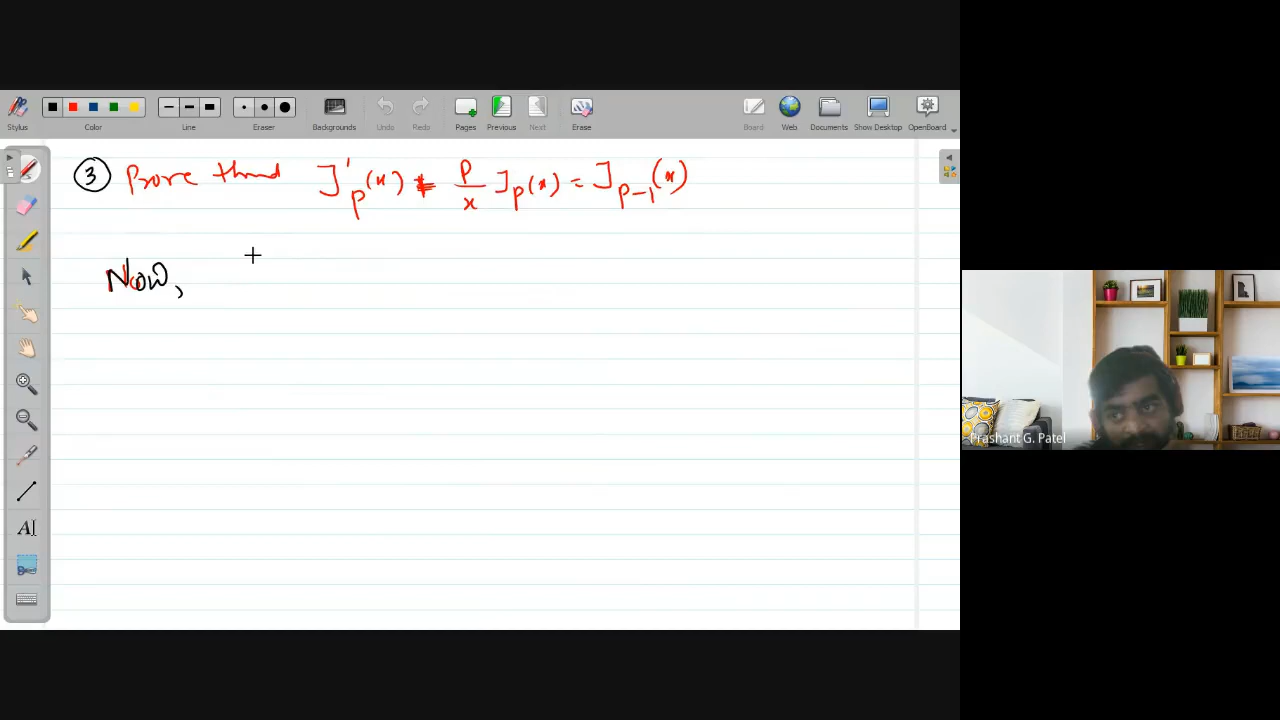 Stylus Color Line Eraser Backgrounds Undo Redo Pages Previous Next Erase Board Web Documents Show Desktop OpenBoard
③ Prove that J'ₚ(x) + p/x Jₚ(x) = Jₚ₋₁(x)
Now,
Prashant G. Patel